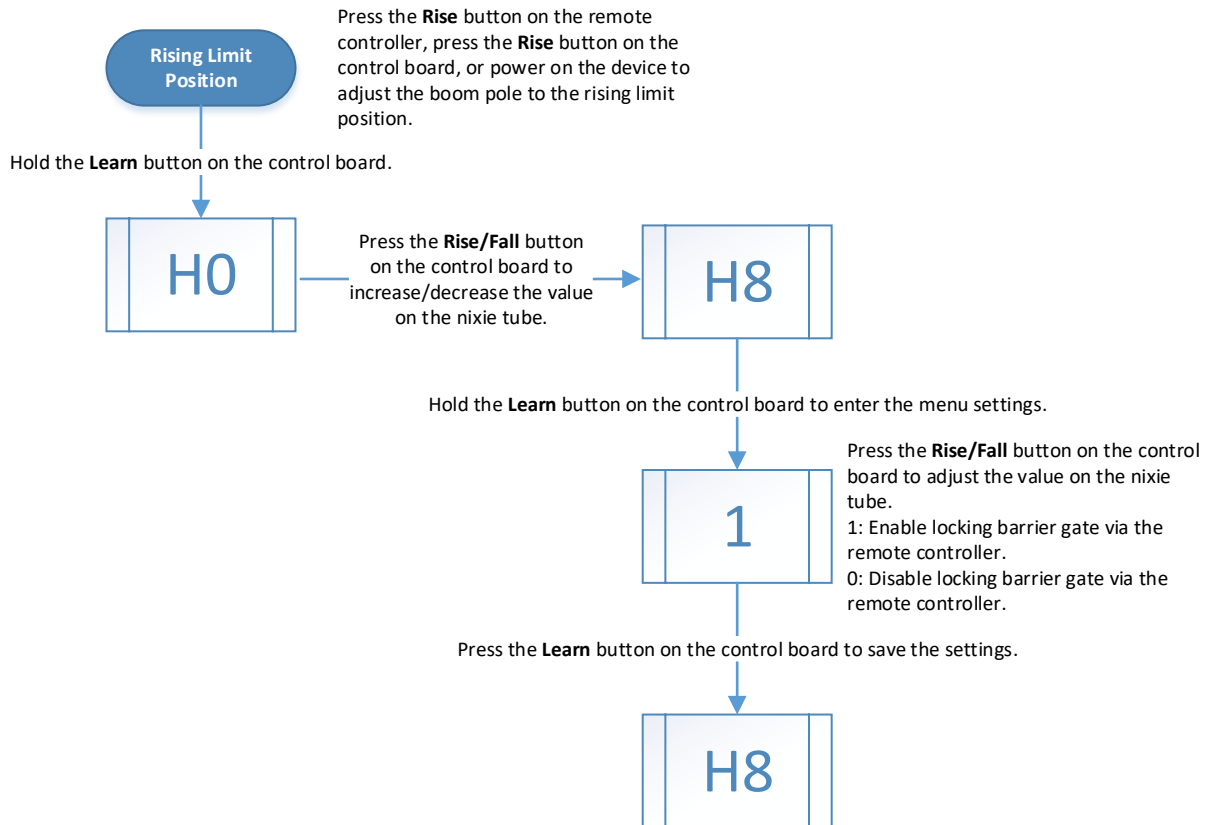 Rising Limit
Position
Press the Rise button on the remote
controller, press the Rise button on the
control board, or power on the device to
adjust the boom pole to the rising limit
position.
Hold the Learn button on the control board.
H0
Press the Rise/Fall button
on the control board to
increase/decrease the value
on the nixie tube.
H8
Hold the Learn button on the control board to enter the menu settings.
1
Press the Rise/Fall button on the control
board to adjust the value on the nixie
tube.
1: Enable locking barrier gate via the
remote controller.
0: Disable locking barrier gate via the
remote controller.
Press the Learn button on the control board to save the settings.
H8